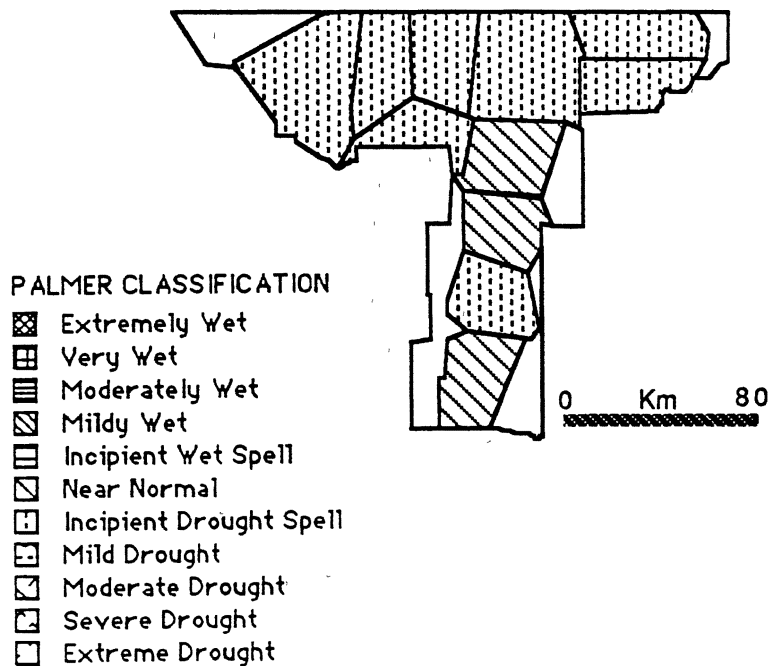 PALMER CLASSIFICATION
Extremely Wet
Very Wet
Moderately Wet
Mildy Wet
Incipient Wet Spell
Near Normal
Incipient Drought Spell
Mild Drought
Moderate Drought
Severe Drought
Extreme Drought
0 Km 80